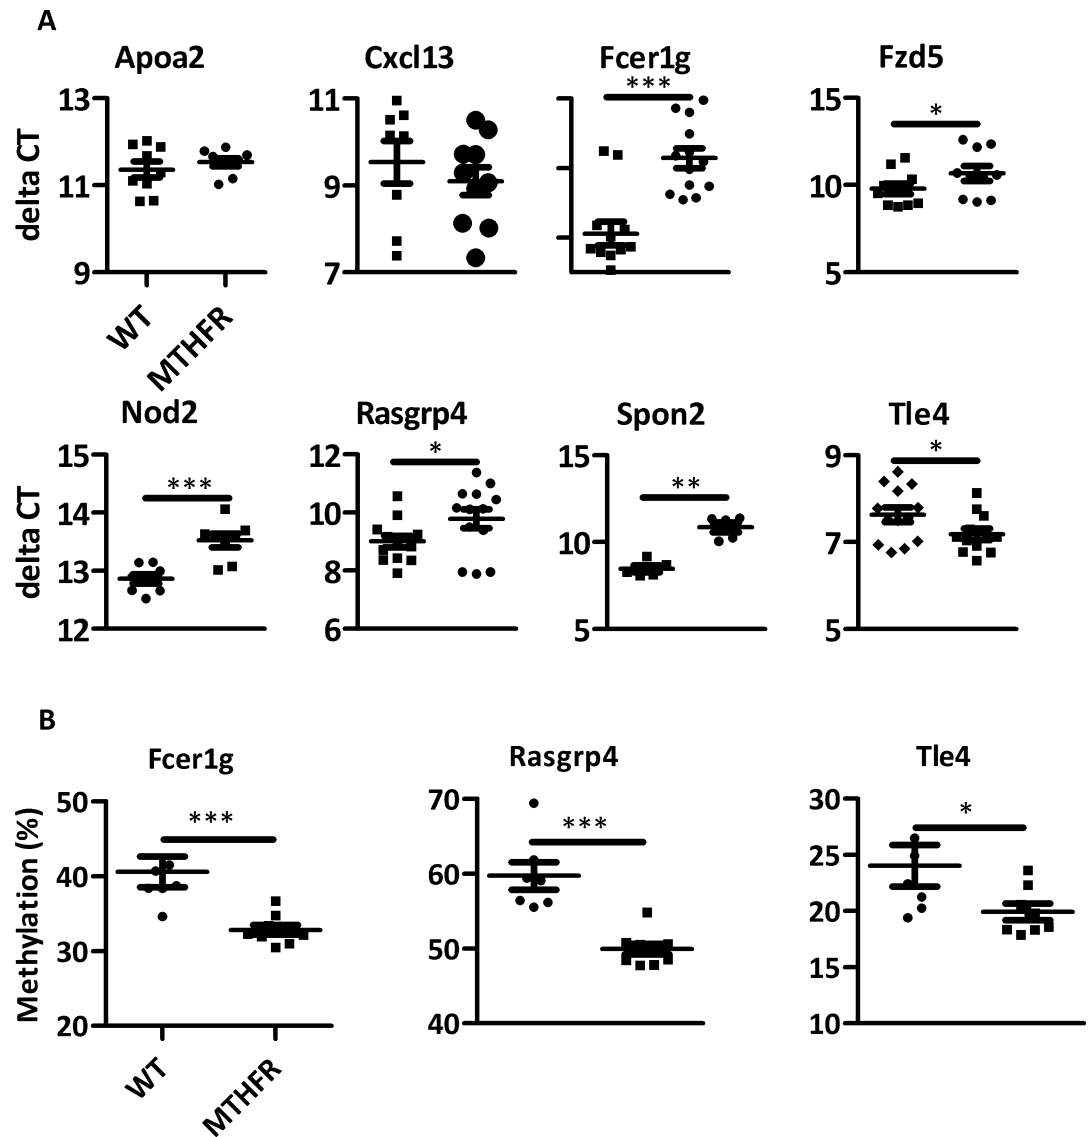 A
Apoa2 Cxcl13 Fcer1g Fzd5
*** *
delta CT
13 11 9
11 9 7
15 10 5
WT MTHFR
Nod2 Rasgrp4 Spon2 Tle4
*** * ** *
delta CT
15 14 13 12
12 10 8 6
15 10 5
9 7 5
B
Fcer1g Rasgrp4 Tle4
*** *** *
Methylation (%)
50 40 30 20
70 60 50 40
30 25 20 15 10
WT MTHFR